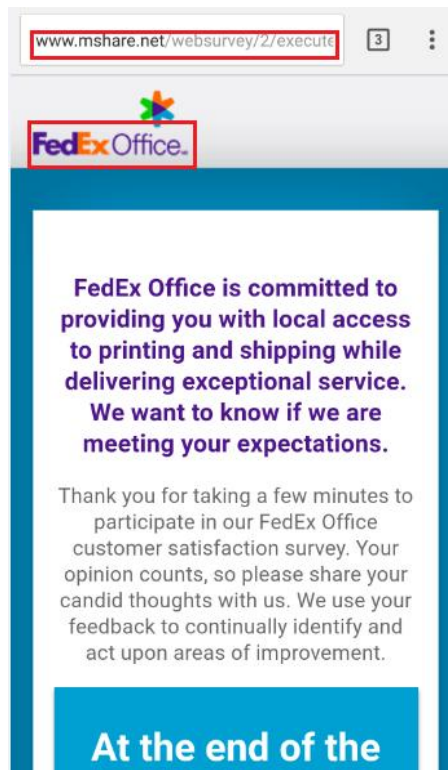 www.mshare.net/websurvey/2/execute
3
FedEx Office
FedEx Office is committed to
providing you with local access
to printing and shipping while
delivering exceptional service.
We want to know if we are
meeting your expectations.
Thank you for taking a few minutes to
participate in our FedEx Office
customer satisfaction survey. Your
opinion counts, so please share your
candid thoughts with us. We use your
feedback to continually identify and
act upon areas of improvement.
At the end of the